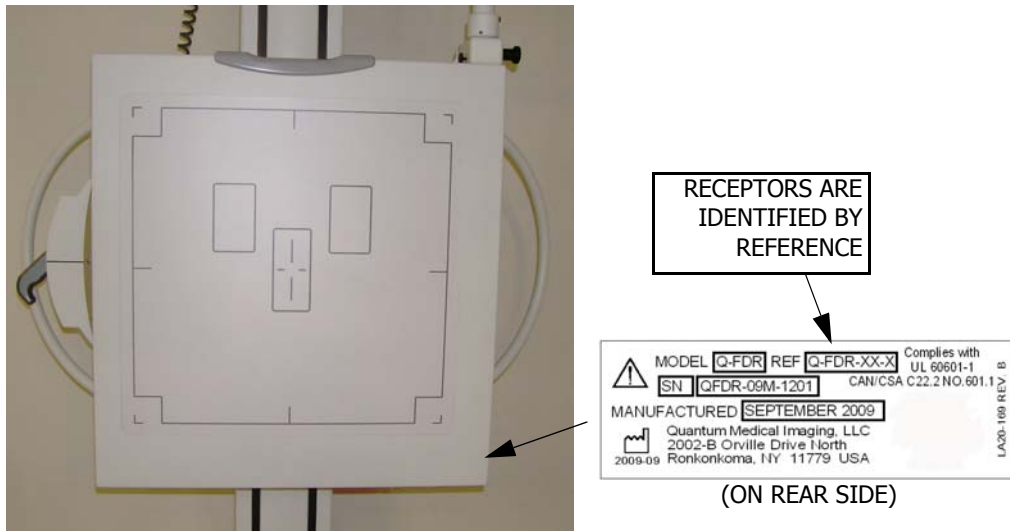 RECEPTORS ARE
IDENTIFIED BY
REFERENCE
MODEL Q-FDR REF Q-FDR-XX-X Complies with
UL 60601-1
SN QFDR-09M-1201 CAN/CSA C22.2 NO.601.1
MANUFACTURED SEPTEMBER 2009
Quantum Medical Imaging, LLC
2002-B Orville Drive North
2009-09 Ronkonkoma, NY 11779 USA
LA20-169 REV. B
(ON REAR SIDE)